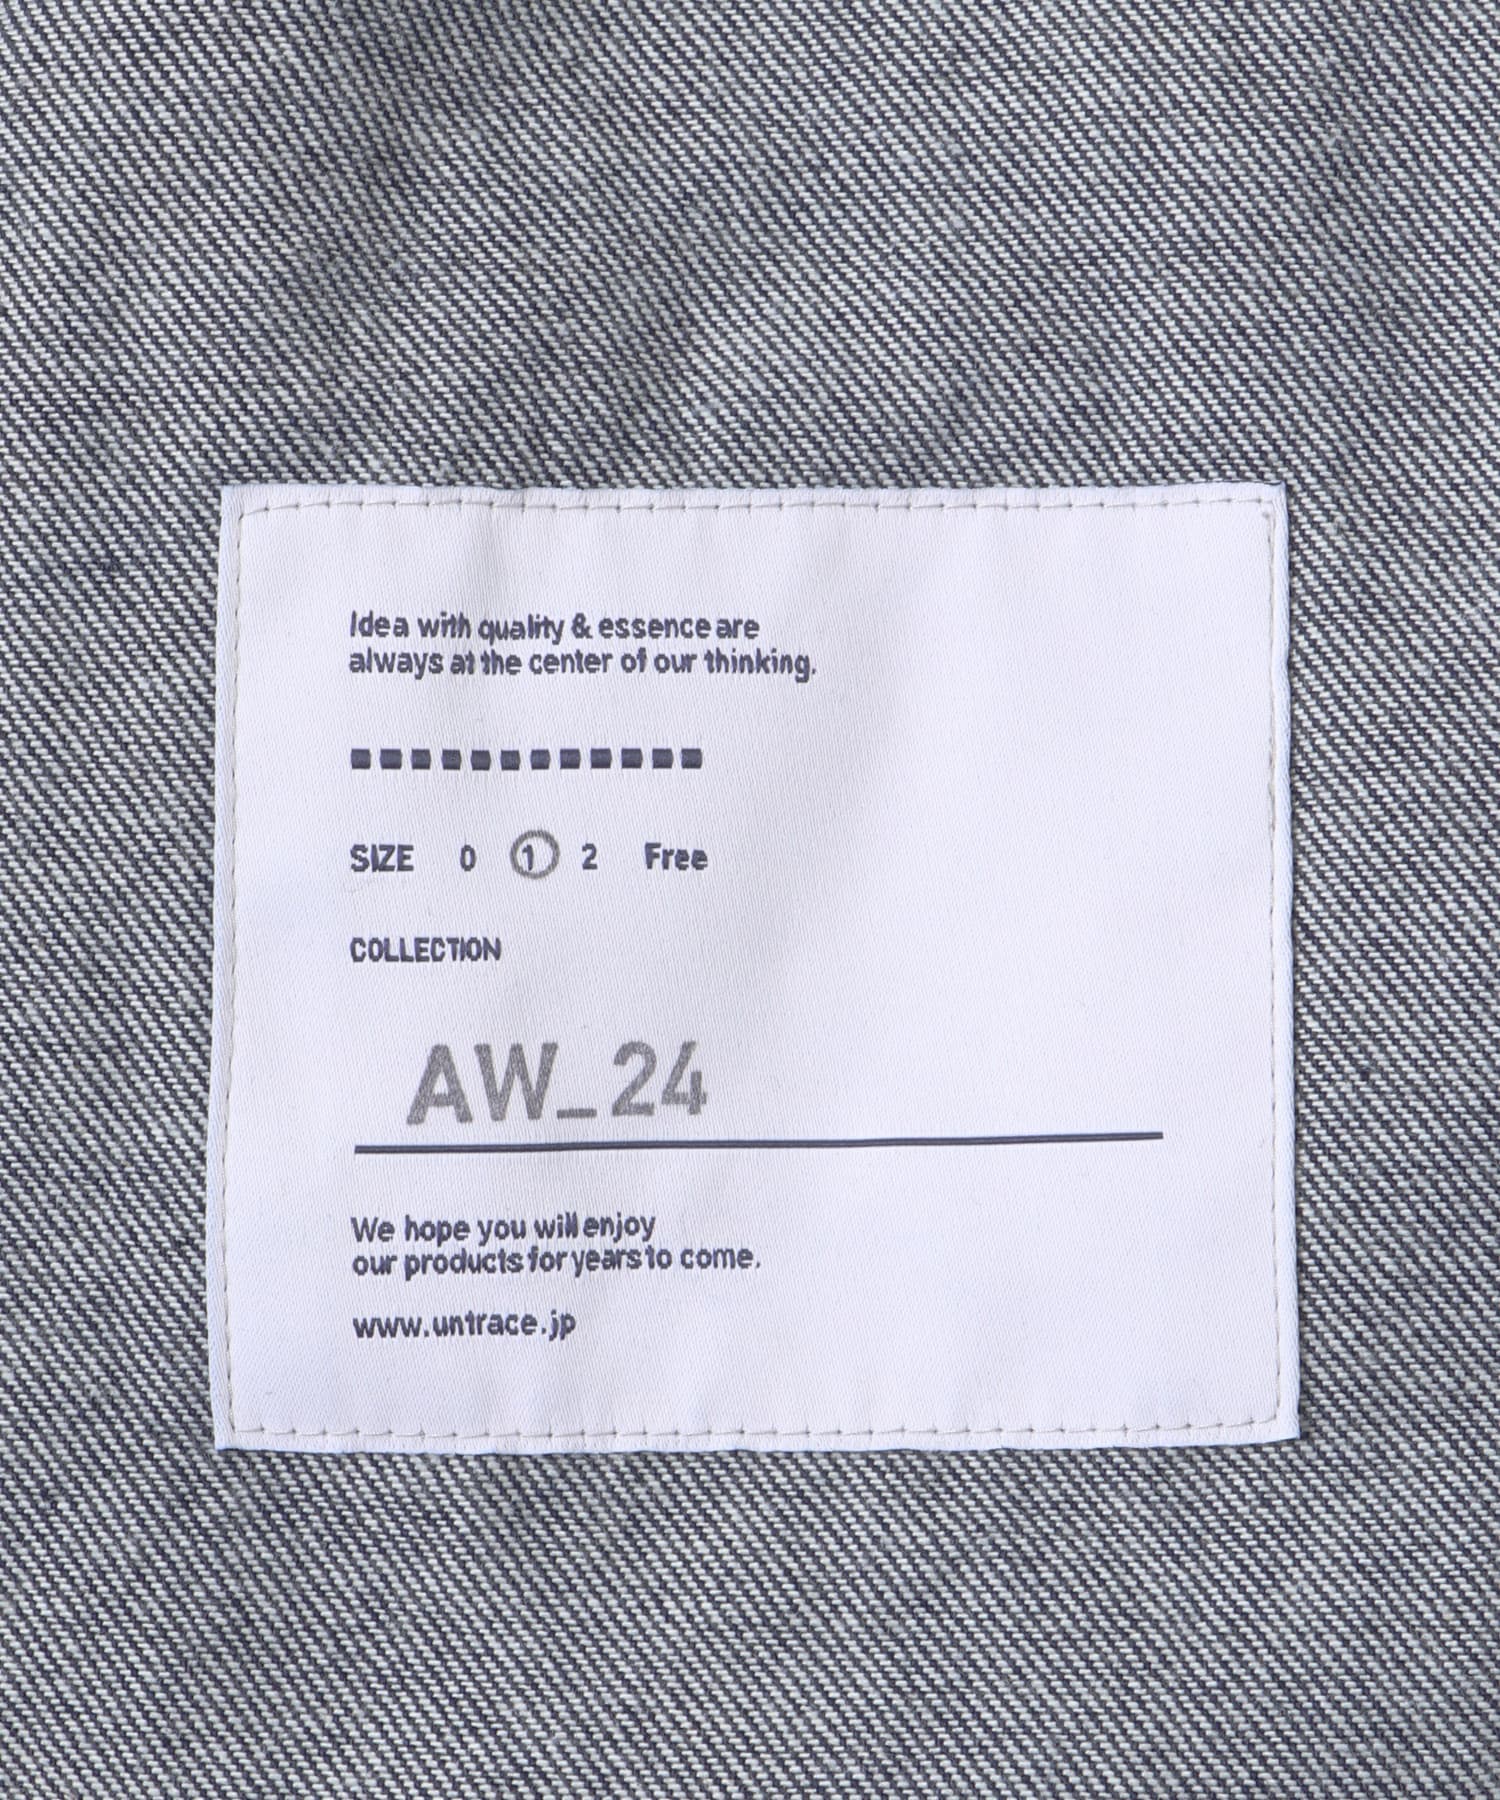 Idea with quality & essence are
always at the center of our thinking.
SIZE 0 1 2 Free
COLLECTION
AW_24
We hope you will enjoy
our products for years to come.
www.untrace.jp